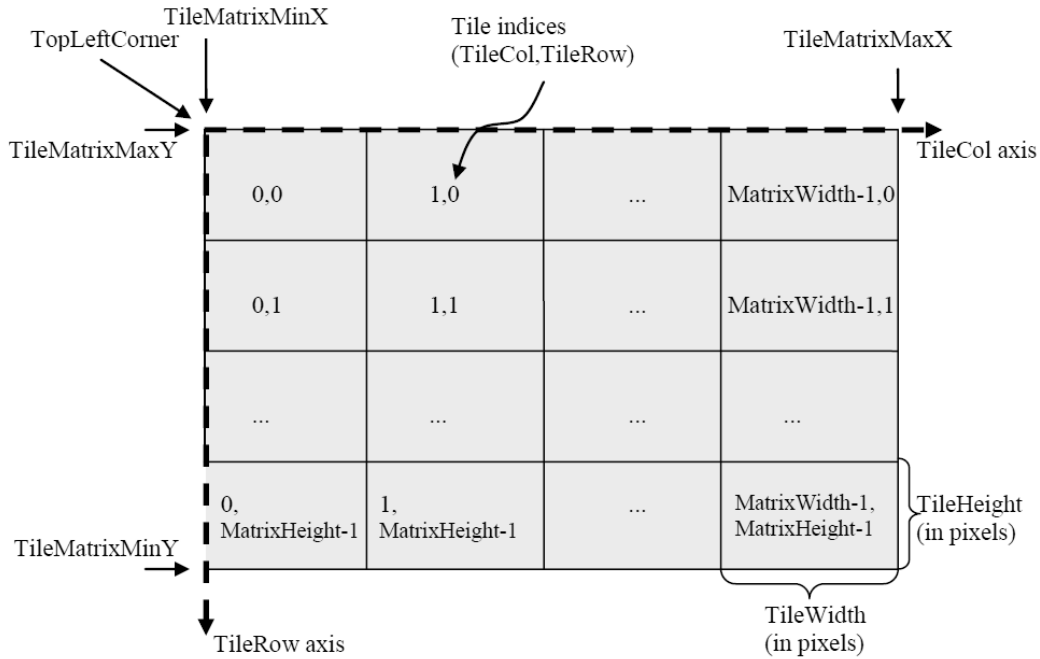 TileMatrixMinX
TopLeftCorner
Tile indices
(TileCol,TileRow)
TileMatrixMaxX
TileMatrixMaxY
TileCol axis
0,0
1,0
...
MatrixWidth-1,0
0,1
1,1
...
MatrixWidth-1,1
...
...
...
...
0,
MatrixHeight-1
1,
MatrixHeight-1
...
MatrixWidth-1,
MatrixHeight-1
TileHeight
(in pixels)
TileMatrixMinY
TileWidth
(in pixels)
TileRow axis